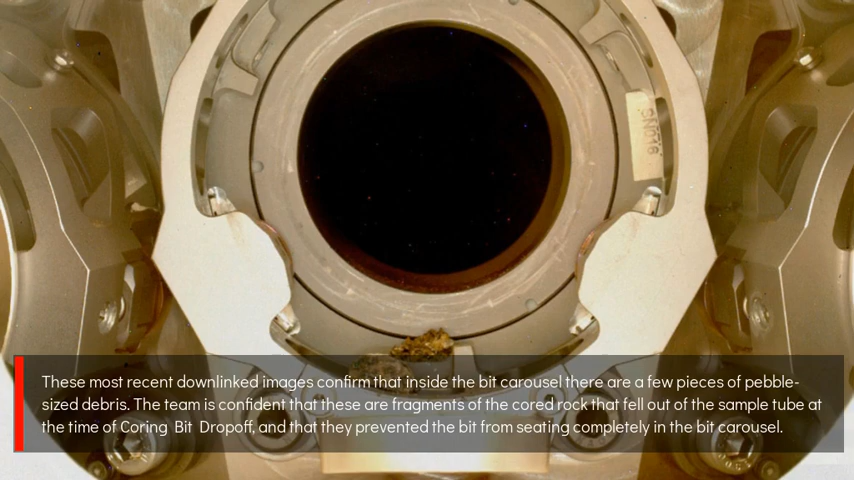 SN016
These most recent downlinked images confirm that inside the bit carousel there are a few pieces of pebble-
sized debris. The team is confident that these are fragments of the cored rock that fell out of the sample tube at
the time of Coring Bit Dropoff, and that they prevented the bit from seating completely in the bit carousel.